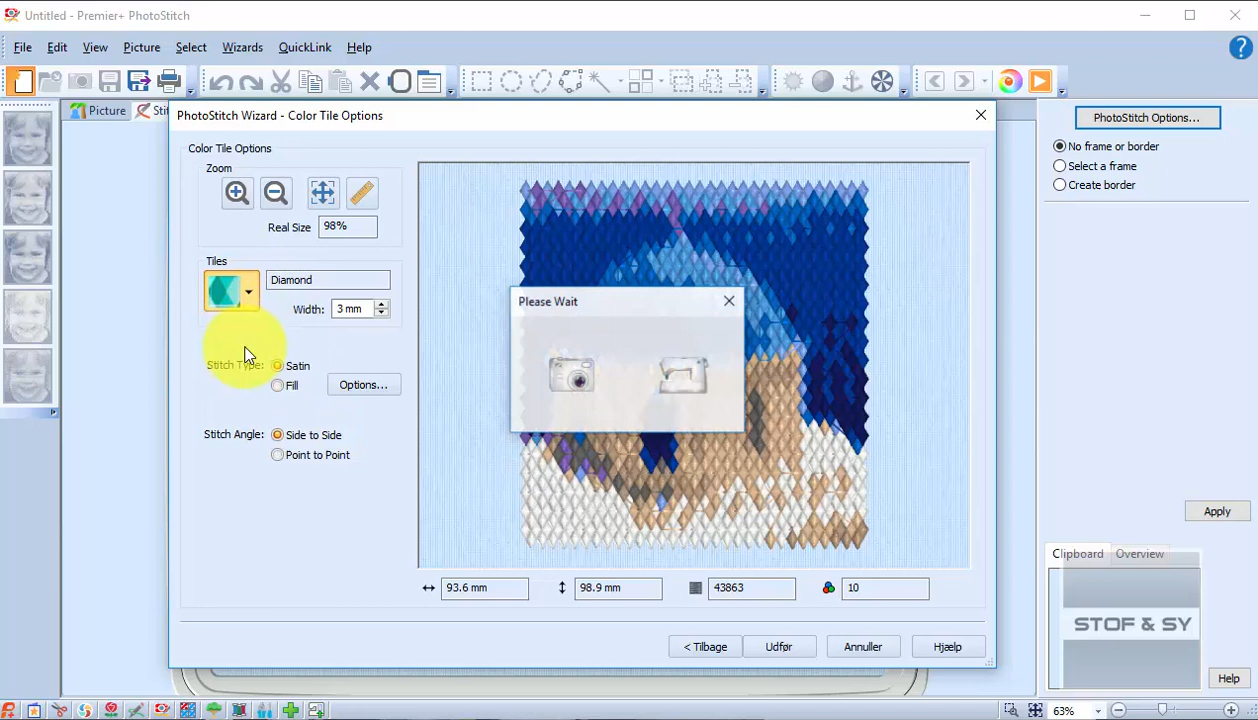 Untitled - Premier+ PhotoStitch
File Edit View Picture Select Wizards QuickLink Help
Picture
PhotoStitch Wizard - Color Tile Options
PhotoStitch Options...
No frame or border
Select a frame
Create border
Color Tile Options
Zoom
Real Size 98%
Tiles
Diamond
Width: 3 mm
Stitch Type: Satin
Fill
Options...
Stitch Angle: Side to Side
Point to Point
Please Wait
93.6 mm 98.9 mm 43863 10
< Tilbage Udfør Annuller Hjælp
Apply
Clipboard Overview
STOF & SY
Help
63%